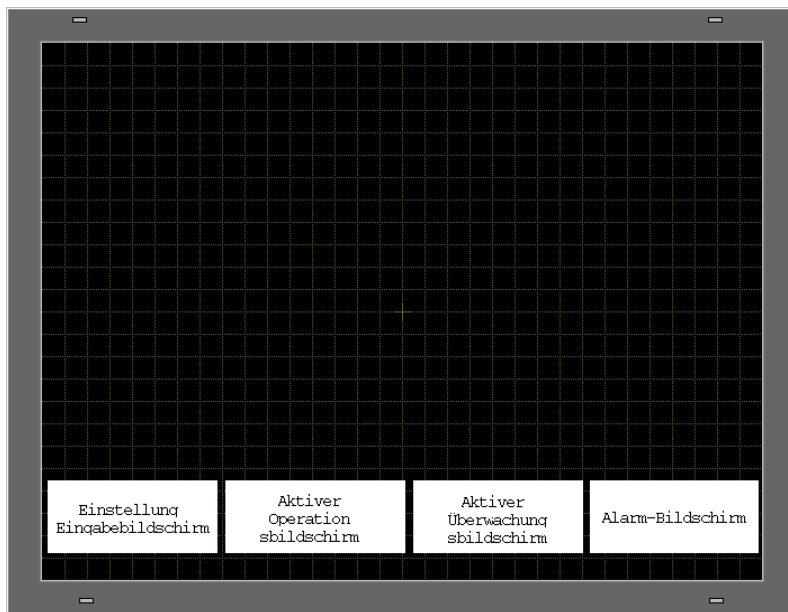 Einstellung
Eingabebildschirm
Aktiver
Operation
sbildschirm
Aktiver
Überwachung
sbildschirm
Alarm-Bildschirm